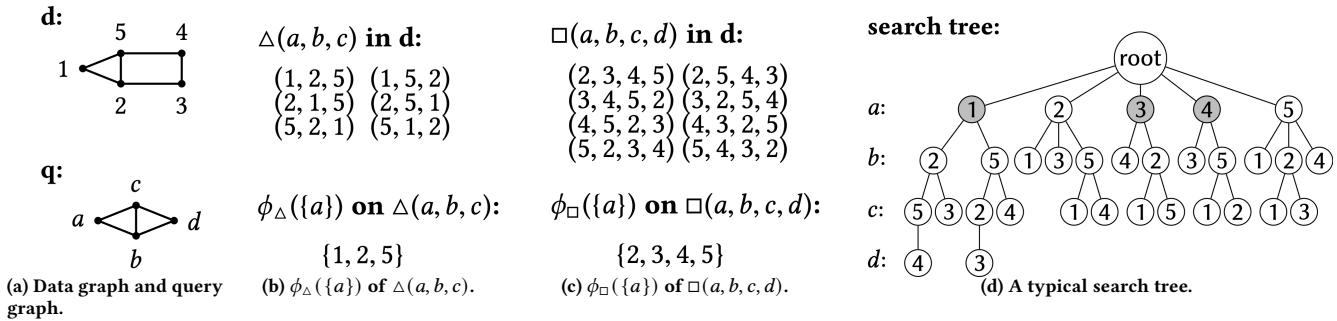 d:
5 4
1
2 3
q:
c
a d
b
(a) Data graph and query
graph.
△(a, b, c) in d:
(1, 2, 5) (1, 5, 2)
(2, 1, 5) (2, 5, 1)
(5, 2, 1) (5, 1, 2)
ϕ△({a}) on △(a, b, c):
{1, 2, 5}
(b) ϕ△({a}) of △(a, b, c).
□(a, b, c, d) in d:
(2, 3, 4, 5) (2, 5, 4, 3)
(3, 4, 5, 2) (3, 2, 5, 4)
(4, 5, 2, 3) (4, 3, 2, 5)
(5, 2, 3, 4) (5, 4, 3, 2)
ϕ□({a}) on □(a, b, c, d):
{2, 3, 4, 5}
(c) ϕ□({a}) of □(a, b, c, d).
search tree:
root
a: 1 2 3 4 5
b: 2 5 1 3 5 4 2 3 5 1 2 4
c: 5 3 2 4 1 4 1 5 1 2 1 3
d: 4 3
(d) A typical search tree.